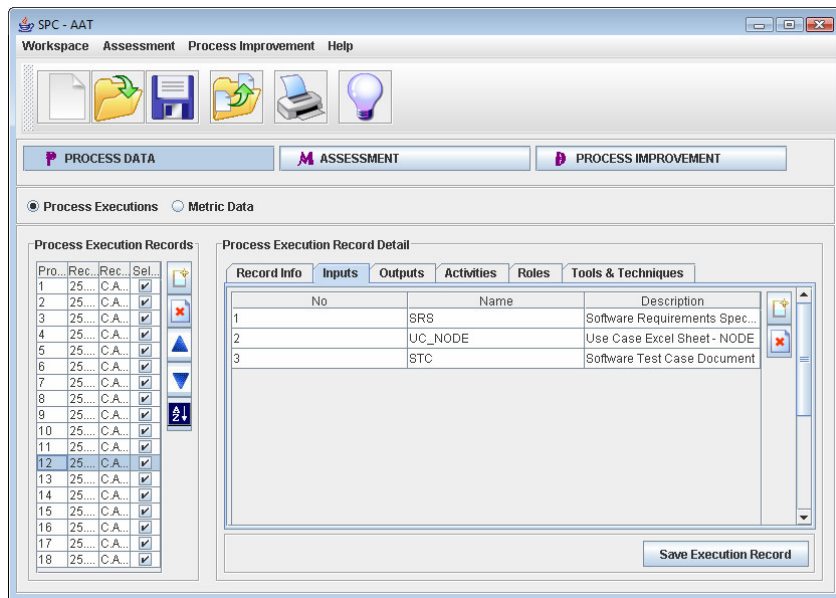 SPC - AAT
Workspace Assessment Process Improvement Help
P PROCESS DATA M ASSESSMENT D PROCESS IMPROVEMENT
Process Executions Metric Data
Process Execution Records
Pro... Rec... Rec... Sel...
1 25.... C.A...
2 25.... C.A...
3 25.... C.A...
4 25.... C.A...
5 25.... C.A...
6 25.... C.A...
7 25.... C.A...
8 25.... C.A...
9 25.... C.A...
10 25.... C.A...
11 25.... C.A...
12 25.... C.A...
13 25.... C.A...
14 25.... C.A...
15 25.... C.A...
16 25.... C.A...
17 25.... C.A...
18 25.... C.A...
A
Z
Process Execution Record Detail
Record Info Inputs Outputs Activities Roles Tools & Techniques
No Name Description
1 SRS Software Requirements Spec...
2 UC_NODE Use Case Excel Sheet - NODE
3 STC Software Test Case Document
Save Execution Record